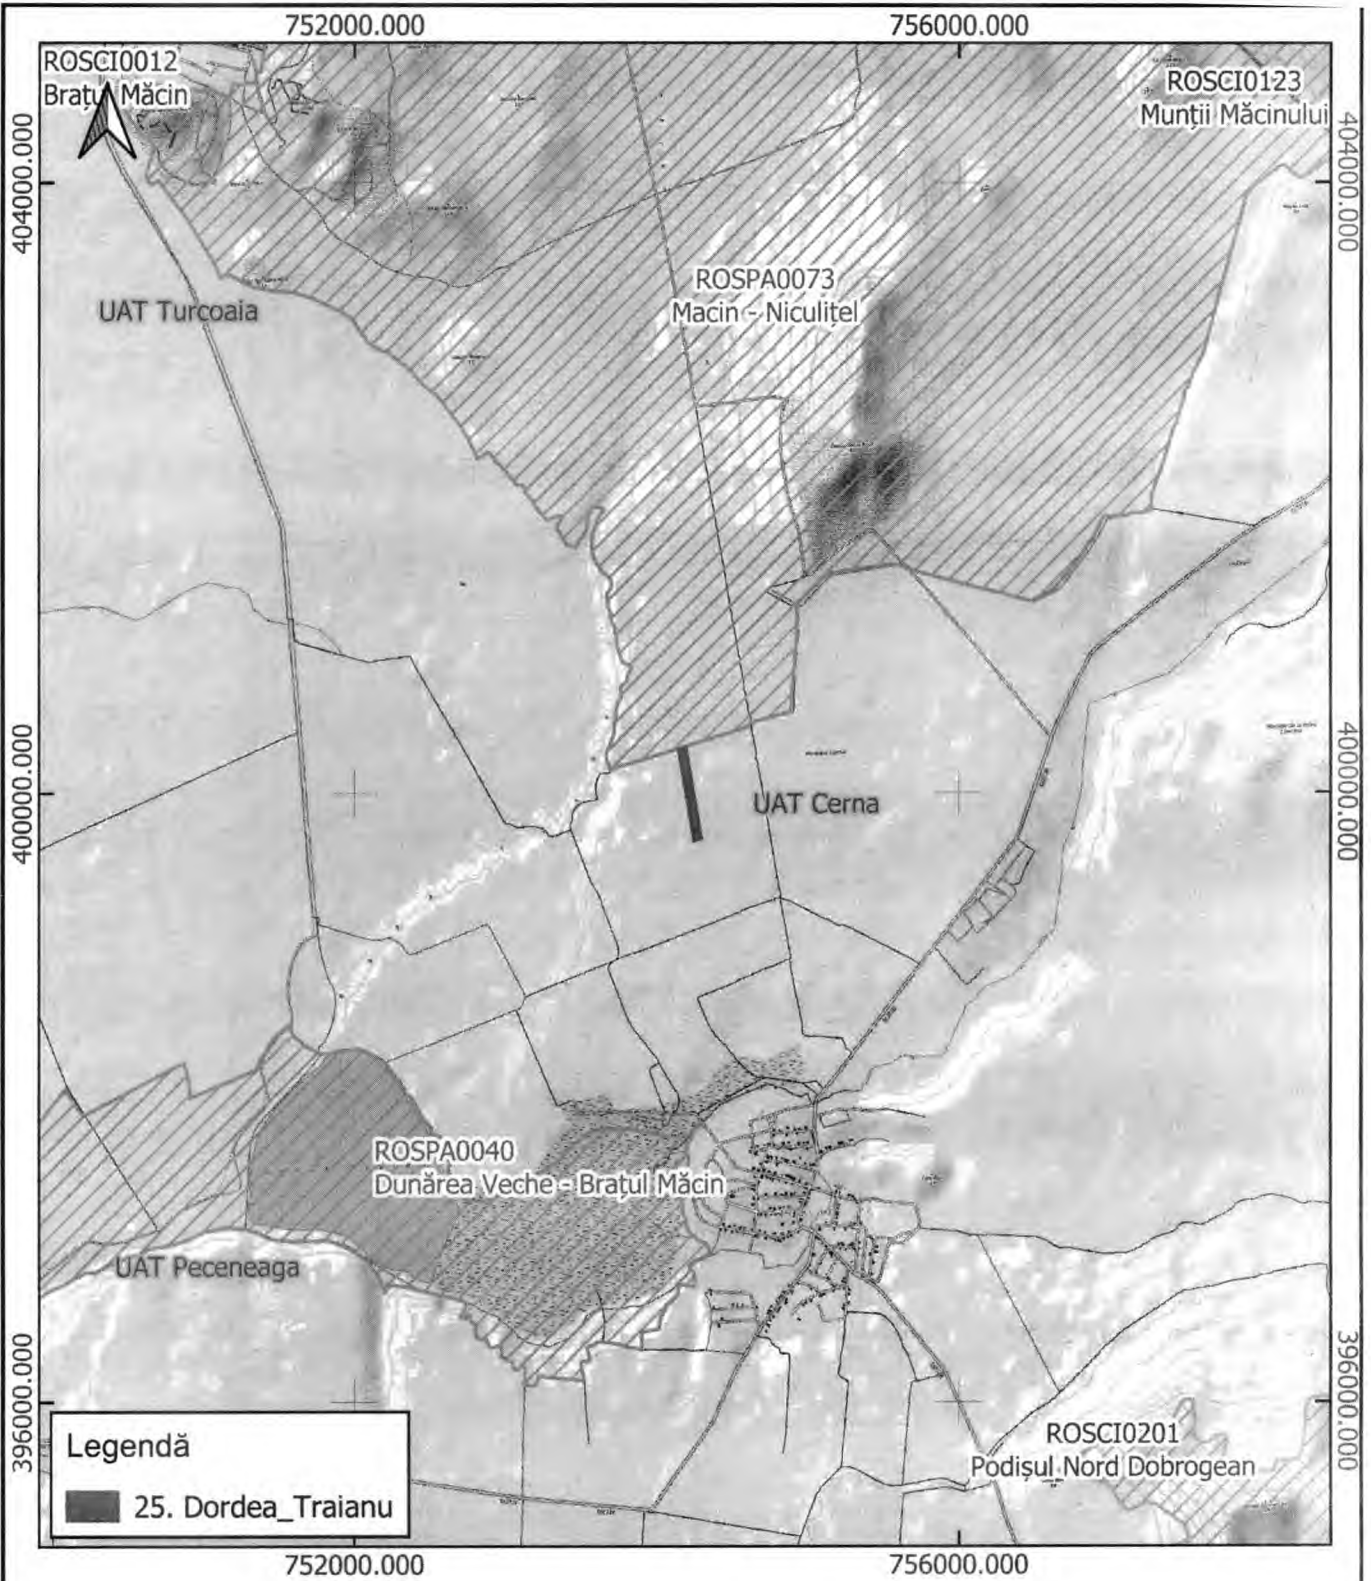 752000.000
756000.000
ROSCI0012
Brațul Măcin
ROSCI0123
Munții Măcinului
404000.000
404000.000
ROSPA0073
Macin - Niculițel
UAT Turcoaia
400000.000
400000.000
UAT Cerna
ROSPA0040
Dunărea Veche - Brațul Măcin
UAT Peceneaga
396000.000
396000.000
ROSCI0201
Podișul Nord Dobrogean
Legendă
25. Dordea_Traianu
752000.000
756000.000